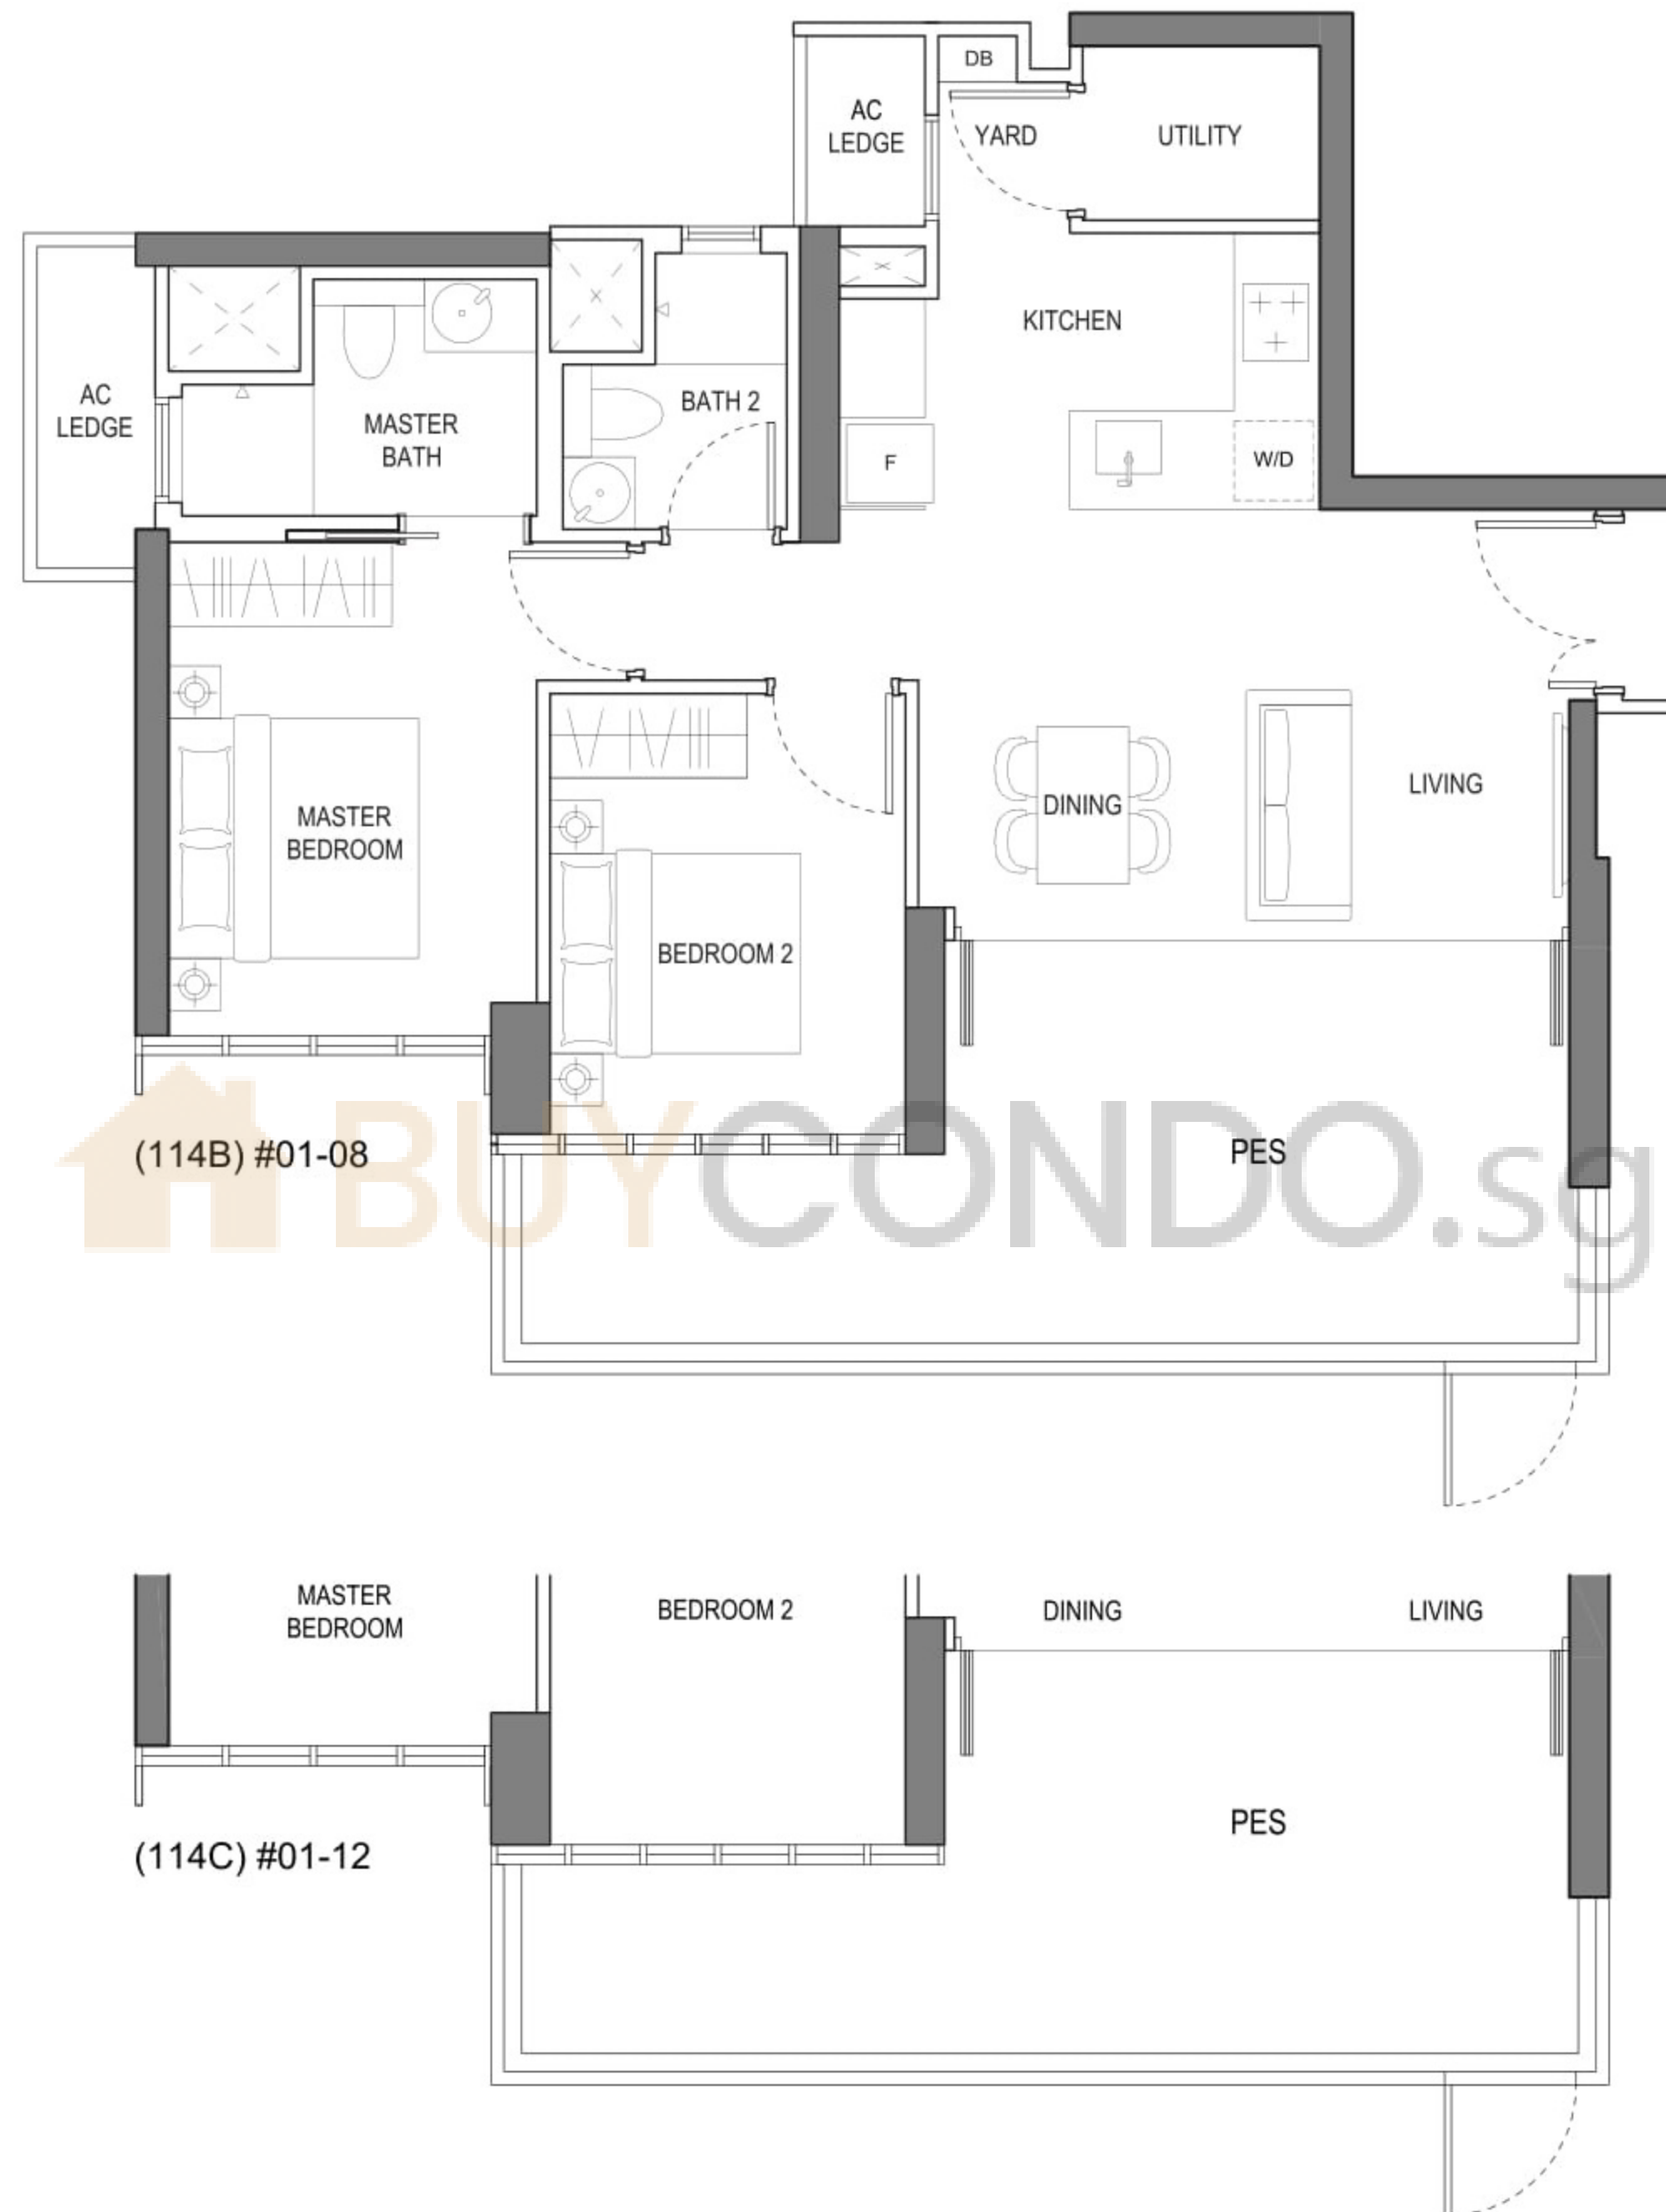 DB
AC
LEDGE
YARD
UTILITY
KITCHEN
AC
LEDGE
MASTER
BATH
BATH 2
F
W/D
MASTER
BEDROOM
DINING
LIVING
BEDROOM 2
(114B) #01-08
PES
BUYCONDO.sg
MASTER
BEDROOM
BEDROOM 2
DINING
LIVING
PES
(114C) #01-12